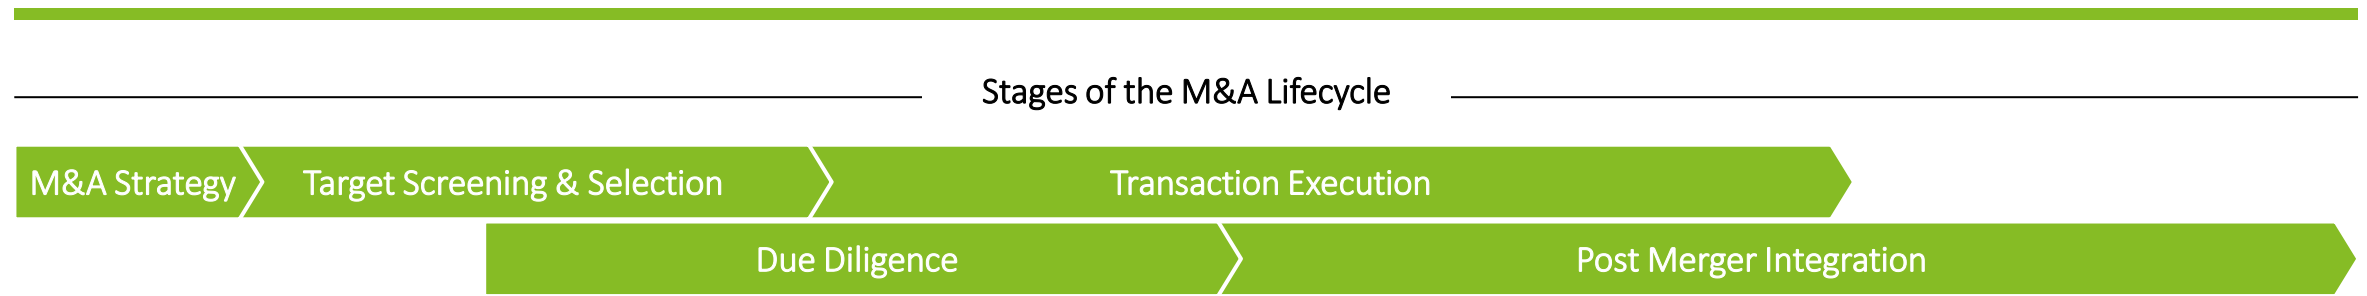 Stages of the M&A Lifecycle
M&A Strategy
Target Screening & Selection
Transaction Execution
Due Diligence
Post Merger Integration